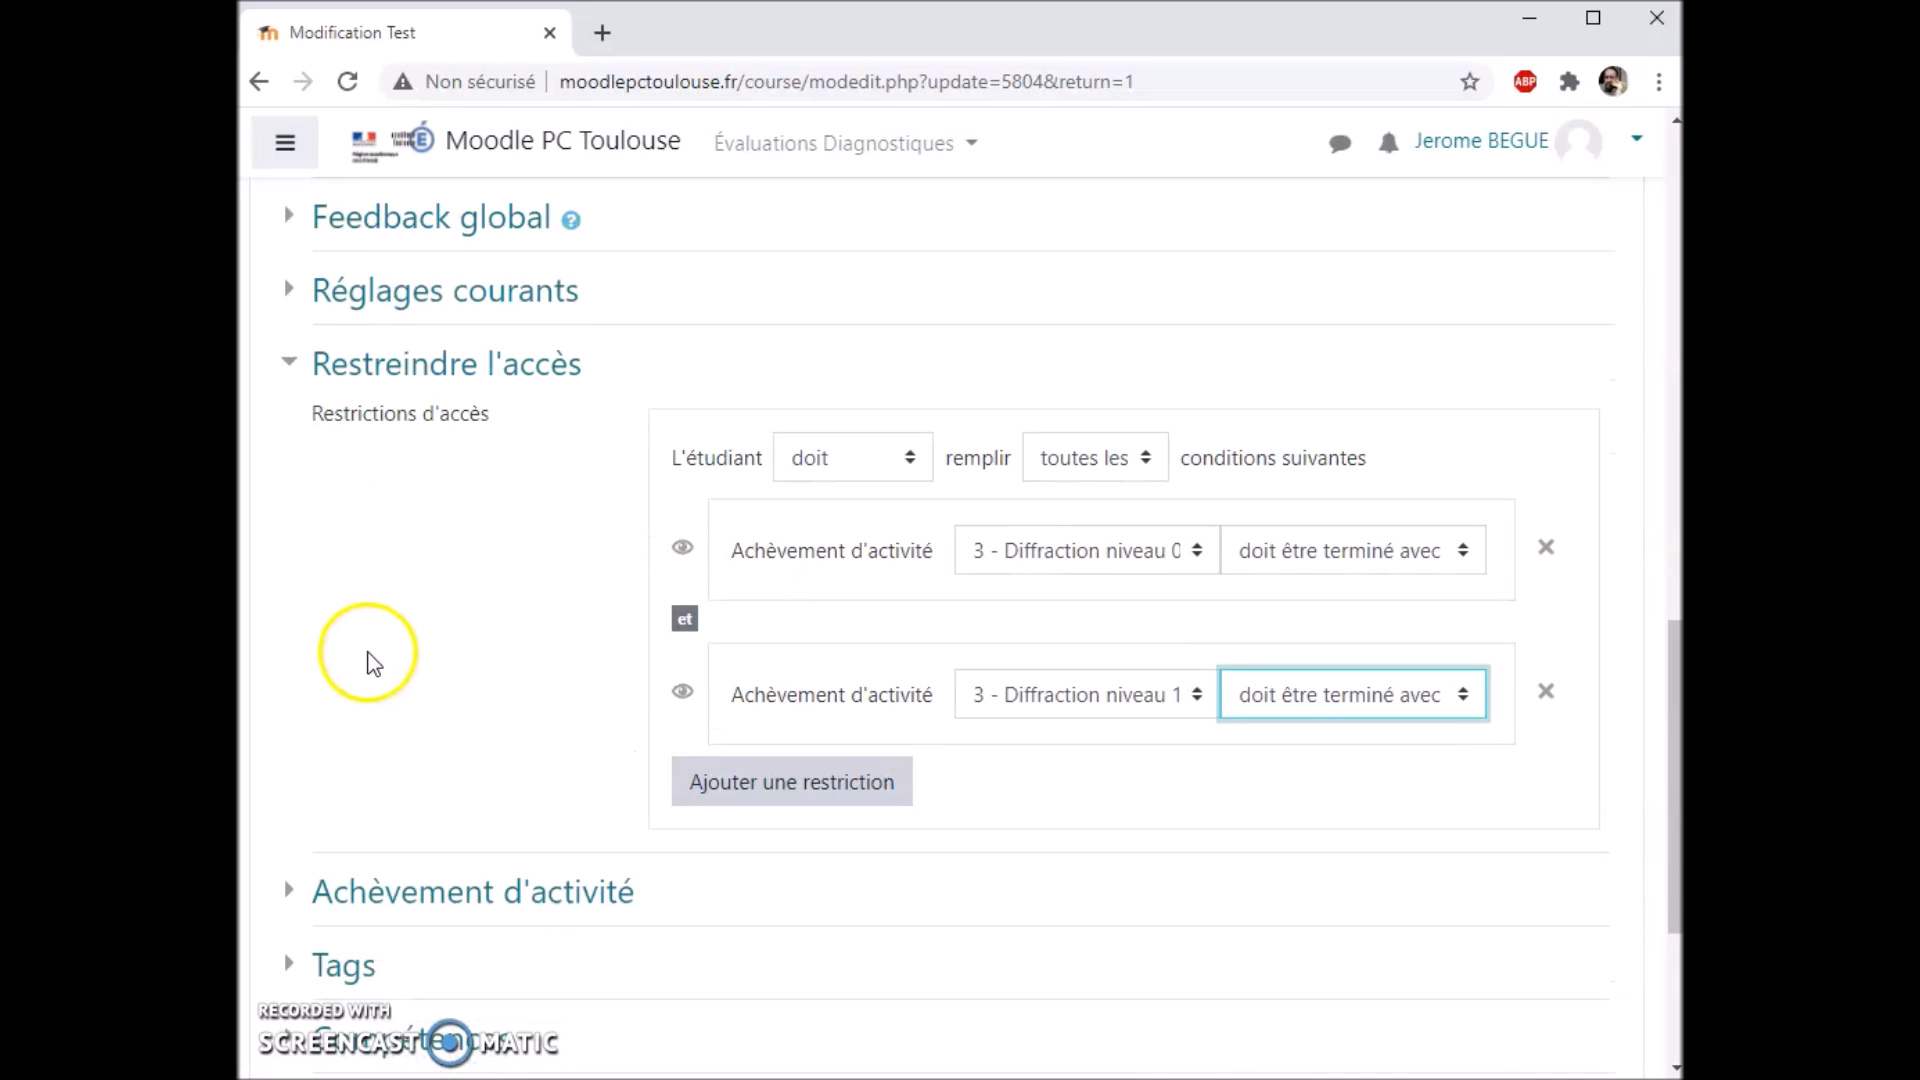 Modification Test
Non sécurisé | moodlepctoulouse.fr/course/modedit.php?update=5804&return=1
ABP
Moodle PC Toulouse Évaluations Diagnostiques Jerome BEGUE
Feedback global ?
Réglages courants
Restreindre l'accès
Restrictions d'accès
L'étudiant doit remplir toutes les conditions suivantes
Achèvement d'activité 3 - Diffraction niveau 0 doit être terminé avec
et
Achèvement d'activité 3 - Diffraction niveau 1 doit être terminé avec
Ajouter une restriction
Achèvement d'activité
Tags
RECORDED WITH
SCREENCAST MATIC